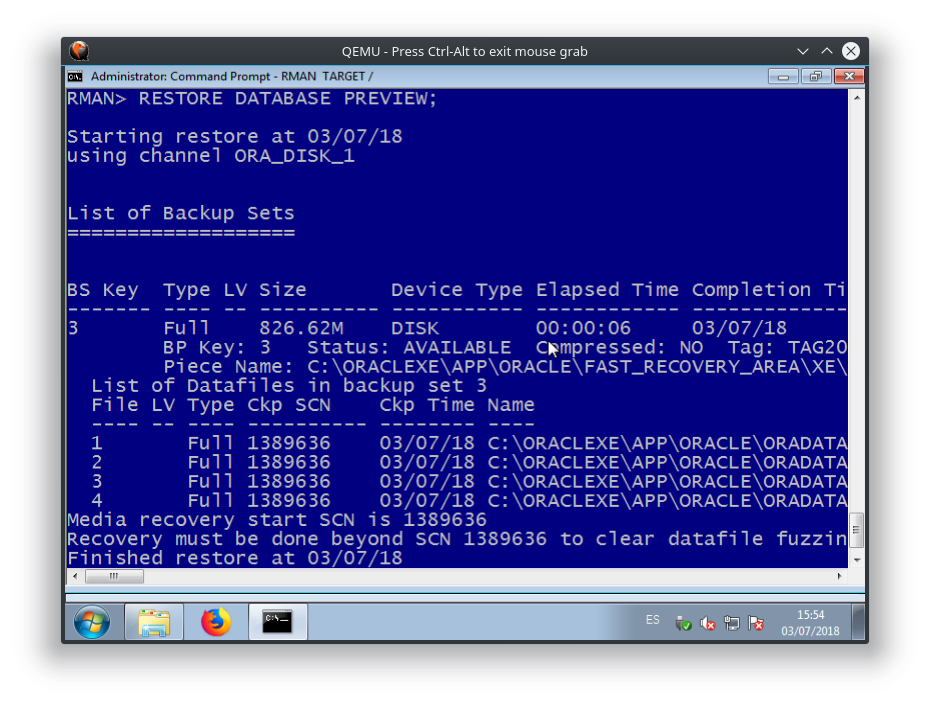 QEMU - Press Ctrl-Alt to exit mouse grab
Administrator: Command Prompt - RMAN  TARGET /
RMAN> RESTORE DATABASE PREVIEW;
Starting restore at 03/07/18
using channel ORA_DISK_1
List of Backup Sets
===================
BS Key  Type LV Size       Device Type Elapsed Time Completion Ti
------- ---- -- ---------- ----------- ------------ -------------
3       Full    826.62M    DISK        00:00:06     03/07/18
        BP Key: 3   Status: AVAILABLE  Compressed: NO  Tag: TAG20
        Piece Name: C:\ORACLEXE\APP\ORACLE\FAST_RECOVERY_AREA\XE\
  List of Datafiles in backup set 3
  File LV Type Ckp SCN    Ckp Time Name
  ---- -- ---- ---------- -------- ----
  1       Full 1389636    03/07/18 C:\ORACLEXE\APP\ORACLE\ORADATA
  2       Full 1389636    03/07/18 C:\ORACLEXE\APP\ORACLE\ORADATA
  3       Full 1389636    03/07/18 C:\ORACLEXE\APP\ORACLE\ORADATA
  4       Full 1389636    03/07/18 C:\ORACLEXE\APP\ORACLE\ORADATA
Media recovery start SCN is 1389636
Recovery must be done beyond SCN 1389636 to clear datafile fuzzin
Finished restore at 03/07/18
C:\
ES
15:54
03/07/2018